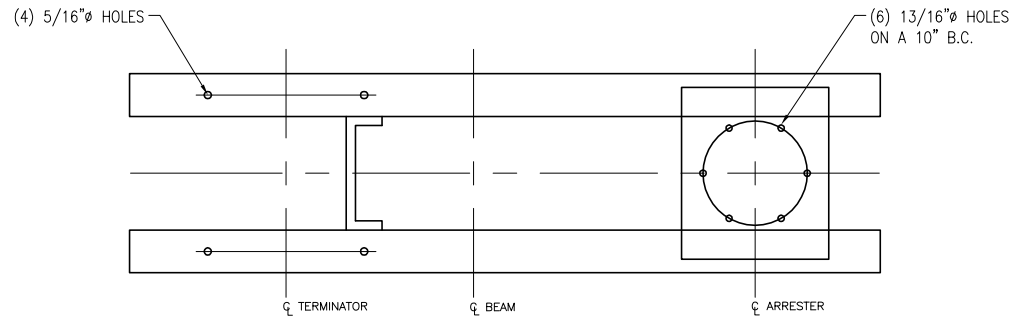 (4) 5/16"ø HOLES
(6) 13/16"ø HOLES
ON A 10" B.C.
℄ TERMINATOR
℄ BEAM
℄ ARRESTER